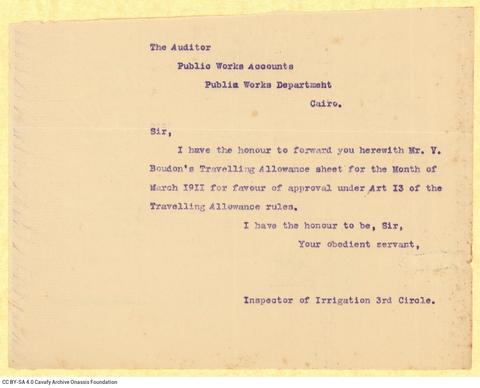 The Auditor
Public Works Accounts
Public Works Department
Cairo.
Sir,
I have the honour to forward you herewith Mr. V.
Boudon's Travelling Allowance sheet for the Month of
March I9II for favour of approval under Art I3 of the
Travelling Allowance rules.
I have the honour to be, Sir,
Your obedient servant,
Inspector of Irrigation 3rd Circle.
CC BY-SA 4.0 Cavafy Archive Onassis Foundation